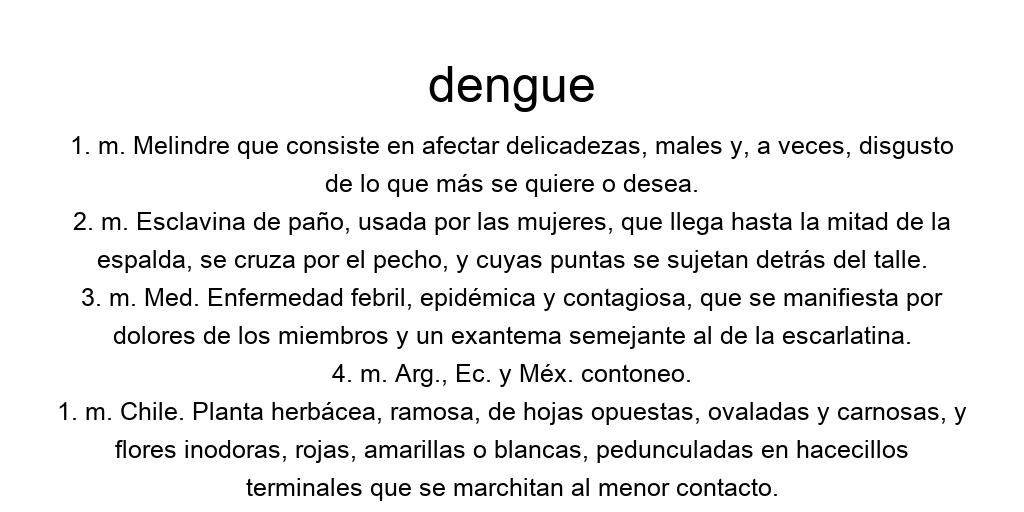 dengue
1. m. Melindre que consiste en afectar delicadezas, males y, a veces, disgusto
de lo que más se quiere o desea.
2. m. Esclavina de paño, usada por las mujeres, que llega hasta la mitad de la
espalda, se cruza por el pecho, y cuyas puntas se sujetan detrás del talle.
3. m. Med. Enfermedad febril, epidémica y contagiosa, que se manifiesta por
dolores de los miembros y un exantema semejante al de la escarlatina.
4. m. Arg., Ec. y Méx. contoneo.
1. m. Chile. Planta herbácea, ramosa, de hojas opuestas, ovaladas y carnosas, y
flores inodoras, rojas, amarillas o blancas, pedunculadas en hacecillos
terminales que se marchitan al menor contacto.